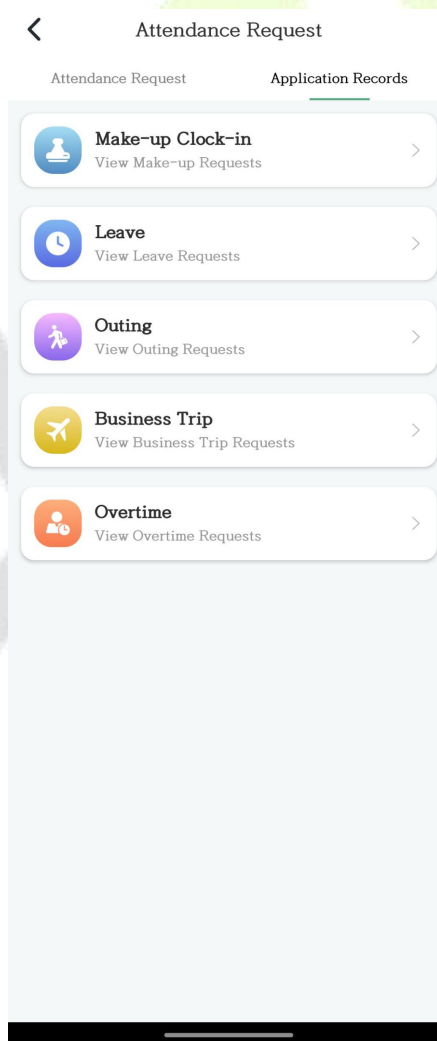 Attendance Request
Attendance Request Application Records
Make-up Clock-in
View Make-up Requests
Leave
View Leave Requests
Outing
View Outing Requests
Business Trip
View Business Trip Requests
Overtime
View Overtime Requests